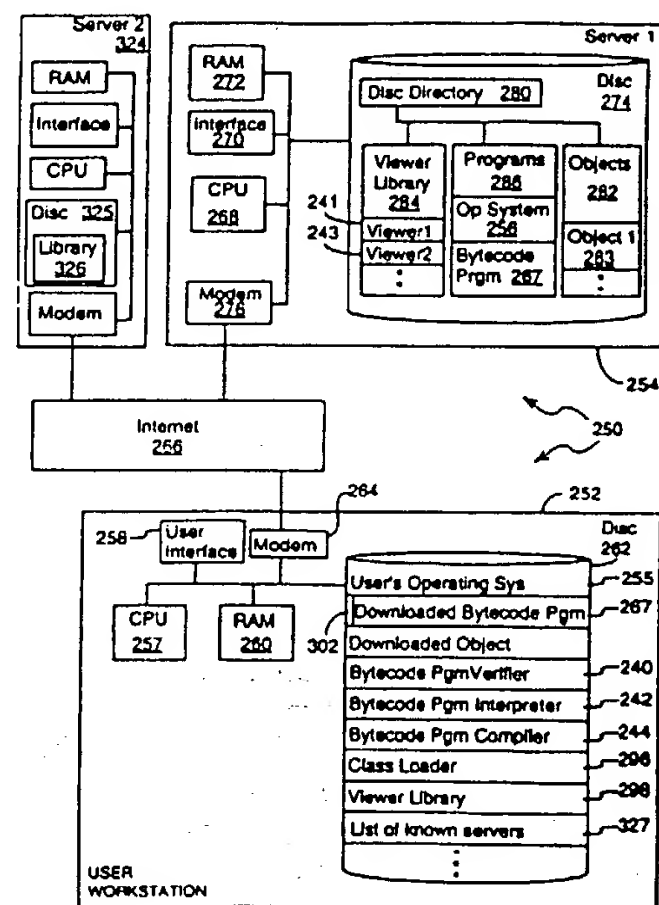 Server 2
324
RAM
Interface
CPU
Disc 325
Library
326
Modem
Server 1
RAM
272
Interface
270
CPU
268
Modem
276
Disc
274
Disc Directory 280
Viewer
Library
284
Viewer1
Viewer2
241
243
Programs
286
Op System
256
Bytecode
Prgm 267
Objects
282
Object 1
283
254
250
Internet
266
252
264
258
User
Interface
Modem
CPU
257
RAM
260
302
Disc
262
User's Operating Sys
255
Downloaded Bytecode Pgm
267
Downloaded Object
Bytecode PgmVerifier
240
Bytecode Pgm Interpreter
242
Bytecode Pgm Compiler
244
Class Loader
296
Viewer Library
298
List of known servers
327
USER
WORKSTATION